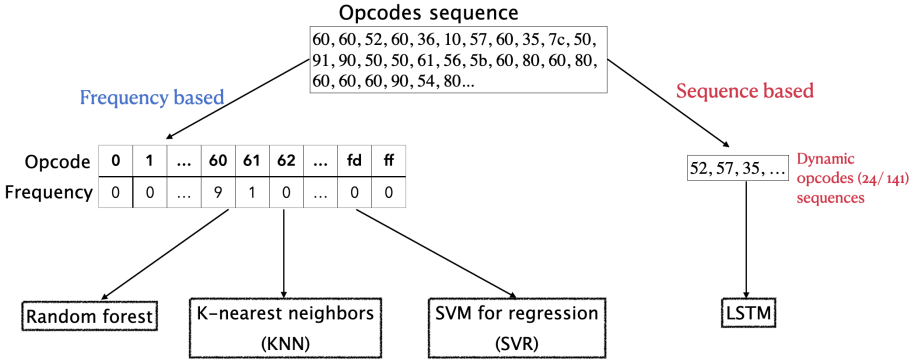 Opcodes sequence
60, 60, 52, 60, 36, 10, 57, 60, 35, 7c, 50,
91, 90, 50, 50, 61, 56, 5b, 60, 80, 60, 80,
60, 60, 60, 90, 54, 80...
Frequency based
Sequence based
Opcode 0 1 ... 60 61 62 ... fd ff
Frequency 0 0 ... 9 1 0 ... 0 0
52, 57, 35, ...
Dynamic
opcodes (24/141)
sequences
Random forest
K-nearest neighbors
(KNN)
SVM for regression
(SVR)
LSTM